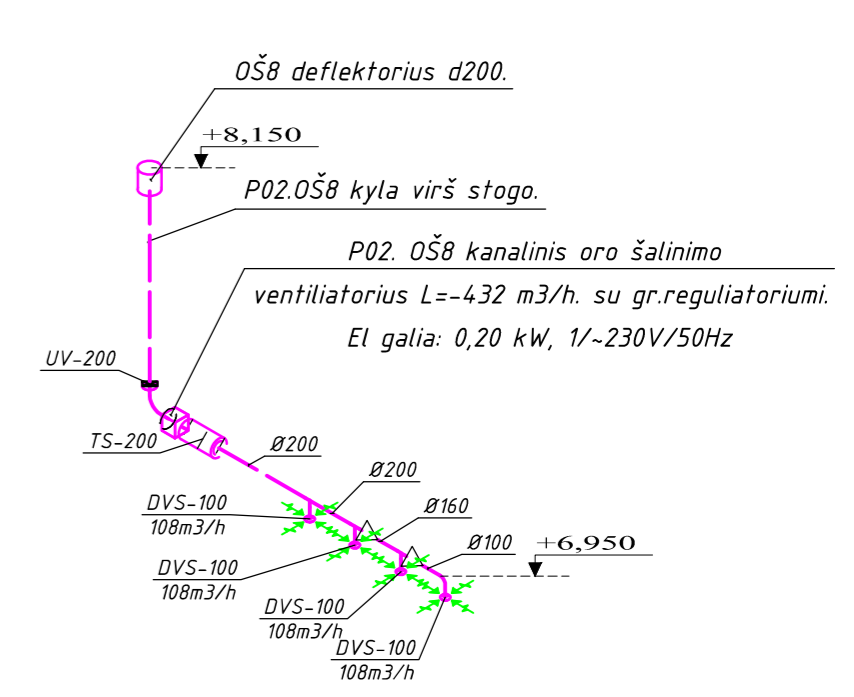 OŠ8 deflektorius d200.
+8,150
P02.OŠ8 kyla virš stogo.
P02. OŠ8 kanalinis oro šalinimo
ventiliatorius L=-432 m3/h. su gr.reguliatoriumi.
El galia: 0,20 kW, 1/~230V/50Hz
UV-200
TS-200
Ø200
Ø200
DVS-100
108m3/h
Ø160
Ø100
+6,950
DVS-100
108m3/h
DVS-100
108m3/h
DVS-100
108m3/h